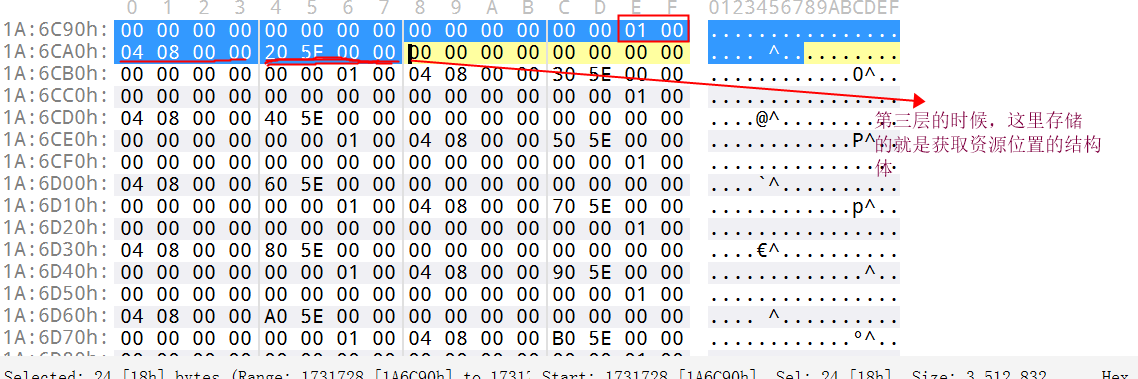 0 1 2 3 4 5 6 7 8 9 A B C D E F 0123456789ABCDEF
1A:6C90h: 00 00 00 00 00 00 00 00 00 00 00 00 00 00 01 00 ................
1A:6CA0h: 04 08 00 00 20 5E 00 00 00 00 00 00 00 00 00 00 .... ^..........
1A:6CB0h: 00 00 00 00 00 00 01 00 04 08 00 00 30 5E 00 00 ............0^..
1A:6CC0h: 00 00 00 00 00 00 00 00 00 00 00 00 00 00 01 00 ................
1A:6CD0h: 04 08 00 00 40 5E 00 00 00 00 00 00 00 00 00 00 ....@^..........
1A:6CE0h: 00 00 00 00 00 00 01 00 04 08 00 00 50 5E 00 00 ............P^..
1A:6CF0h: 00 00 00 00 00 00 00 00 00 00 00 00 00 00 01 00 ................
1A:6D00h: 04 08 00 00 60 5E 00 00 00 00 00 00 00 00 00 00 ....`^..........
1A:6D10h: 00 00 00 00 00 00 01 00 04 08 00 00 70 5E 00 00 ............p^..
1A:6D20h: 00 00 00 00 00 00 00 00 00 00 00 00 00 00 01 00 ................
1A:6D30h: 04 08 00 00 80 5E 00 00 00 00 00 00 00 00 00 00 ....€^..........
1A:6D40h: 00 00 00 00 00 00 01 00 04 08 00 00 90 5E 00 00 ............ ^..
1A:6D50h: 00 00 00 00 00 00 00 00 00 00 00 00 00 00 01 00 ................
1A:6D60h: 04 08 00 00 A0 5E 00 00 00 00 00 00 00 00 00 00 .... ^..........
1A:6D70h: 00 00 00 00 00 00 01 00 04 08 00 00 B0 5E 00 00 ............°^..
第三层的时候，这里存储
的就是获取资源位置的结构
体
Selected: 24 [18h] bytes (Range: 1731728 [1A6C90h] to Start: 1731728 [1A6C90h] Sel: 24 [18h] Size: 3,512,832 Hex